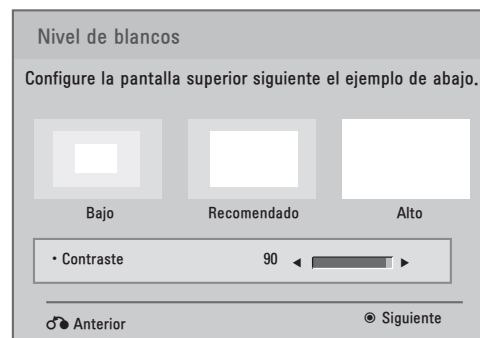 Nivel de blancos
Configure la pantalla superior siguiente el ejemplo de abajo.
Bajo Recomendado Alto
• Contraste 90 ◄ ►
Anterior ◉ Siguiente